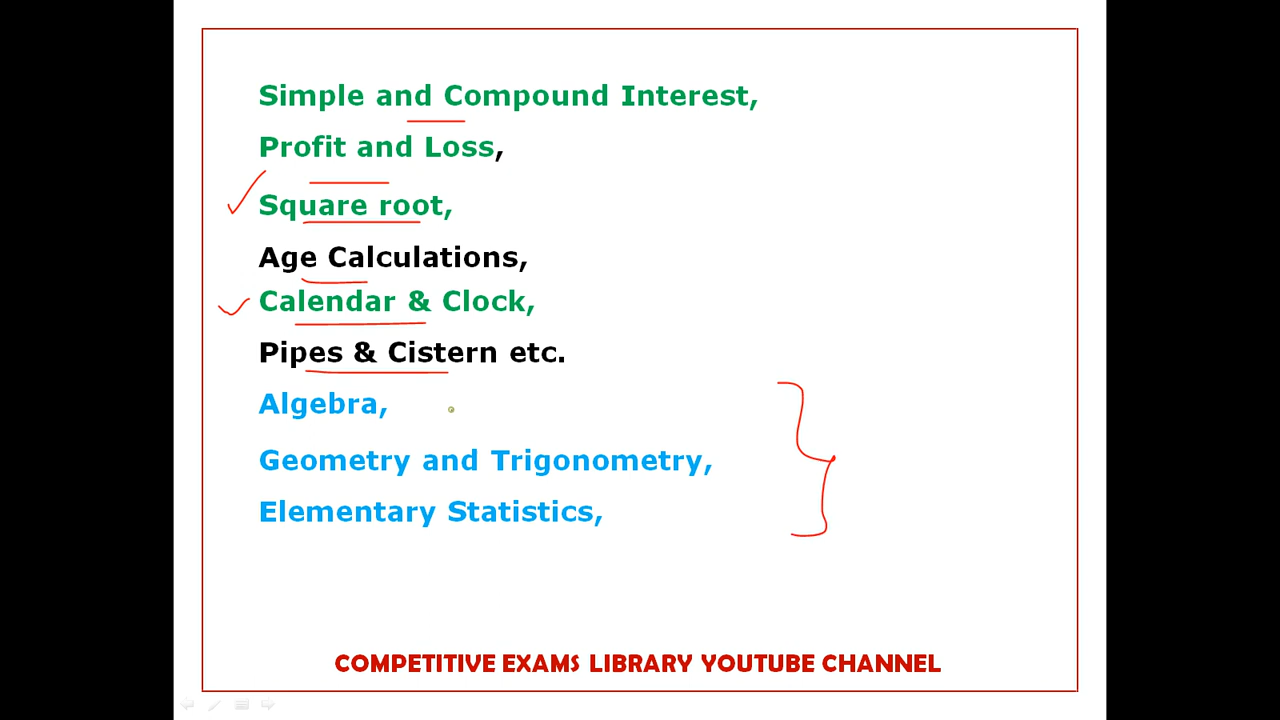 Simple and Compound Interest,
Profit and Loss,
Square root,
Age Calculations,
Calendar & Clock,
Pipes & Cistern etc.
Algebra,
Geometry and Trigonometry,
Elementary Statistics,
COMPETITIVE EXAMS LIBRARY YOUTUBE CHANNEL